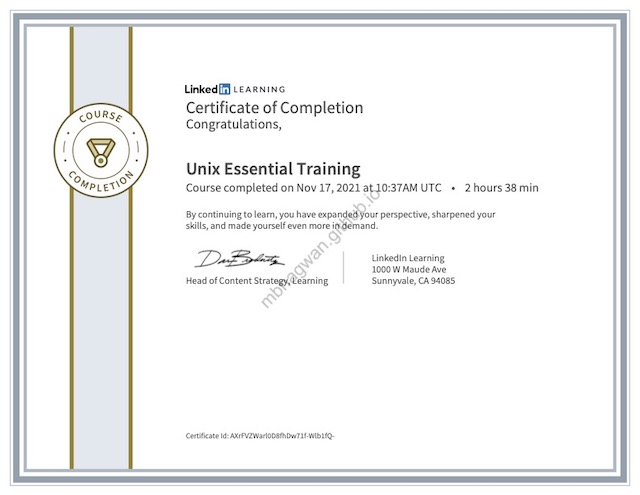 Linked in LEARNING
Certificate of Completion
Congratulations,
COURSE
COMPLETION
Unix Essential Training
Course completed on Nov 17, 2021 at 10:37AM UTC • 2 hours 38 min
By continuing to learn, you have expanded your perspective, sharpened your
skills, and made yourself even more in demand.
Head of Content Strategy, Learning
LinkedIn Learning
1000 W Maude Ave
Sunnyvale, CA 94085
mbhagwan.github.io
Certificate Id: AXrFVZWarl0D8fhDw71f-Wlb1fQ-